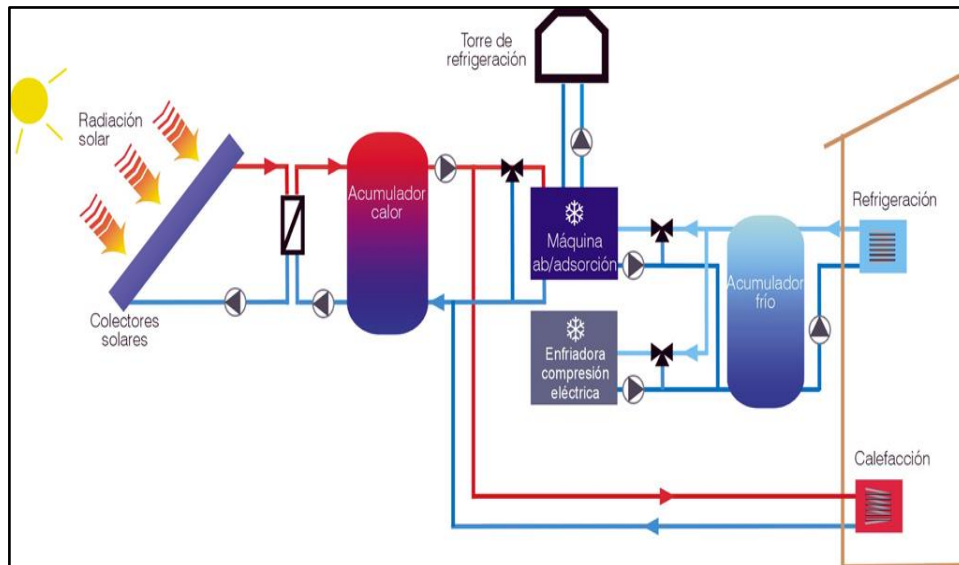 Torre de
refrigeración
Radiación
solar
Acumulador
calor
Refrigeración
Máquina
ab/adsorción
Acumulador
frío
Colectores
solares
Enfriadora
compresión
eléctrica
Calefacción